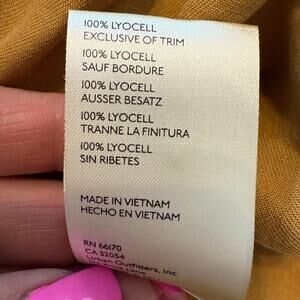 100% LYOCELL
EXCLUSIVE OF TRIM
100% LYOCELL
SAUF BORDURE
100% LYOCELL
AUSSER BESATZ
100% LYOCELL
TRANNE LA FINITURA
100% LYOCELL
SIN RIBETES
MADE IN VIETNAM
HECHO EN VIETNAM
RN 66170
CA 32054
Urban Outfitters, Inc.